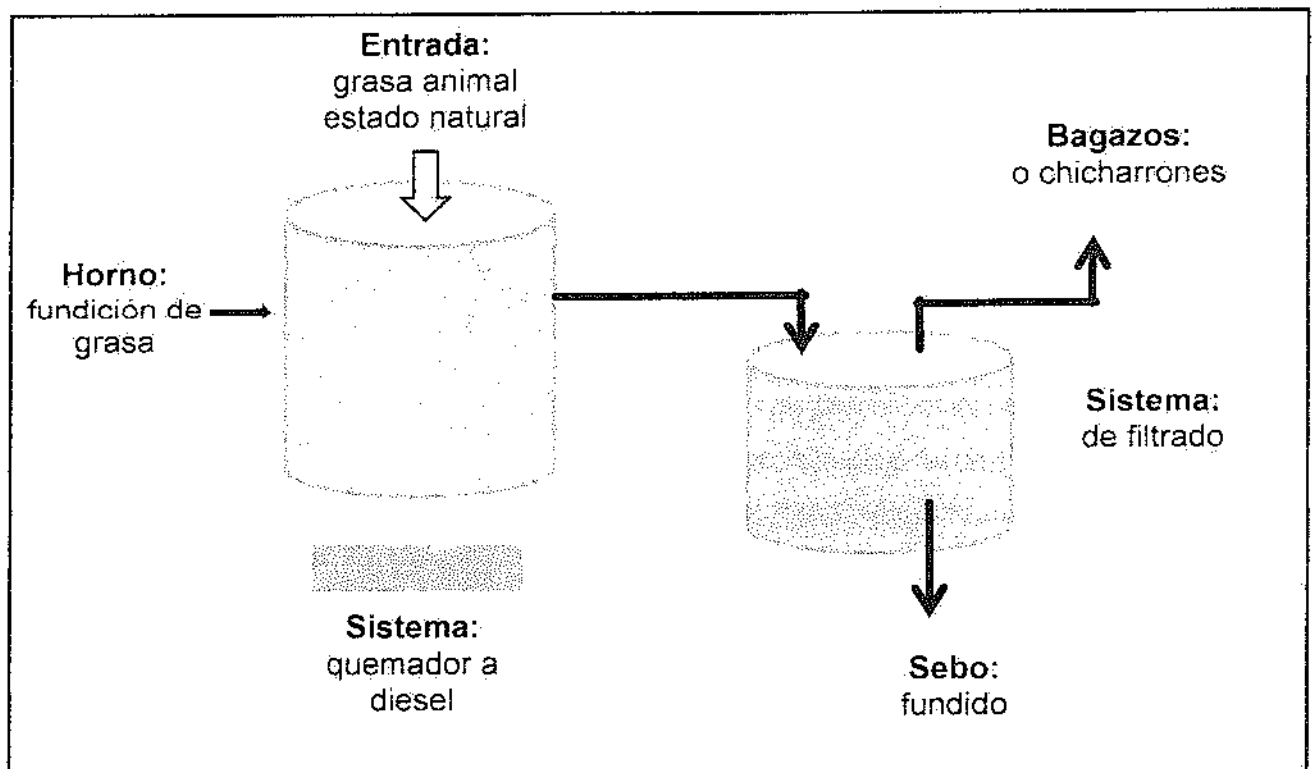 Entrada:
grasa animal
estado natural
Bagazos:
o chicharrones
Horno:
fundición de
grasa
Sistema:
de filtrado
Sistema:
quemador a
diesel
Sebo:
fundido